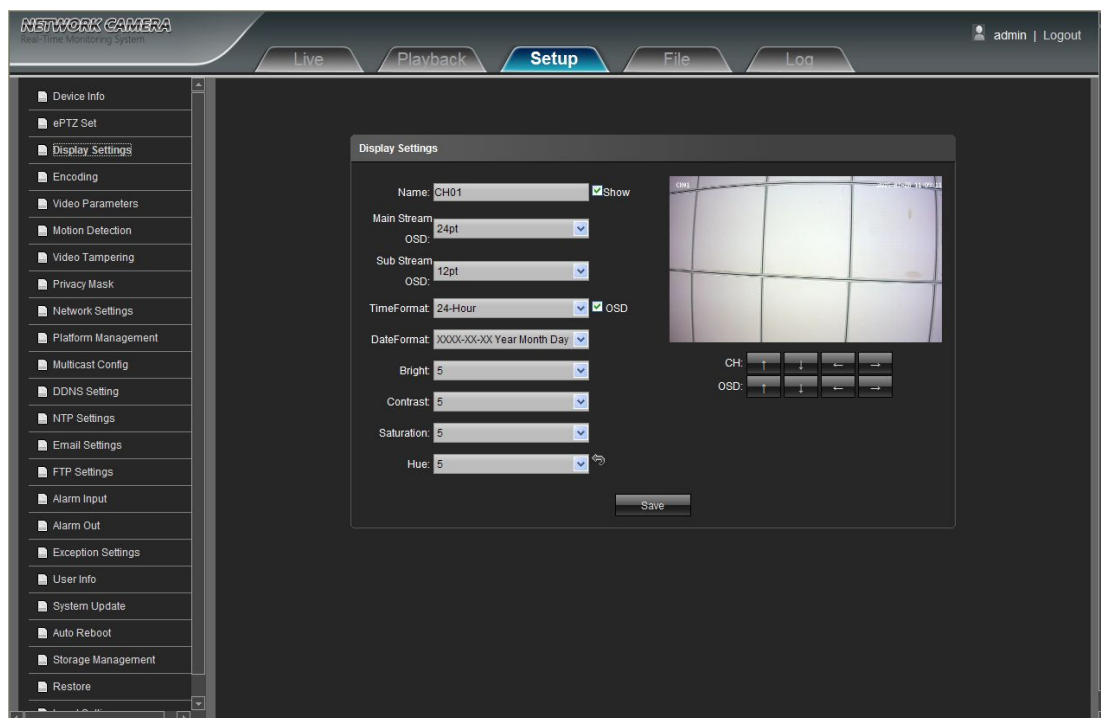 NETWORK CAMERA
Real-Time Monitoring System
admin | Logout
Live
Playback
Setup
File
Log
Device Info
ePTZ Set
Display Settings
Encoding
Video Parameters
Motion Detection
Video Tampering
Privacy Mask
Network Settings
Platform Management
Multicast Config
DDNS Setting
NTP Settings
Email Settings
FTP Settings
Alarm Input
Alarm Out
Exception Settings
User Info
System Update
Auto Reboot
Storage Management
Restore
Display Settings
Name: CH01 Show
Main Stream
OSD: 24pt
Sub Stream
OSD: 12pt
TimeFormat: 24-Hour OSD
DateFormat: XXXX-XX-XX Year Month Day
Bright: 5
Contrast: 5
Saturation: 5
Hue: 5
Save
CH01
CH: ↑ ↓ ← →
OSD: ↑ ↓ ← →